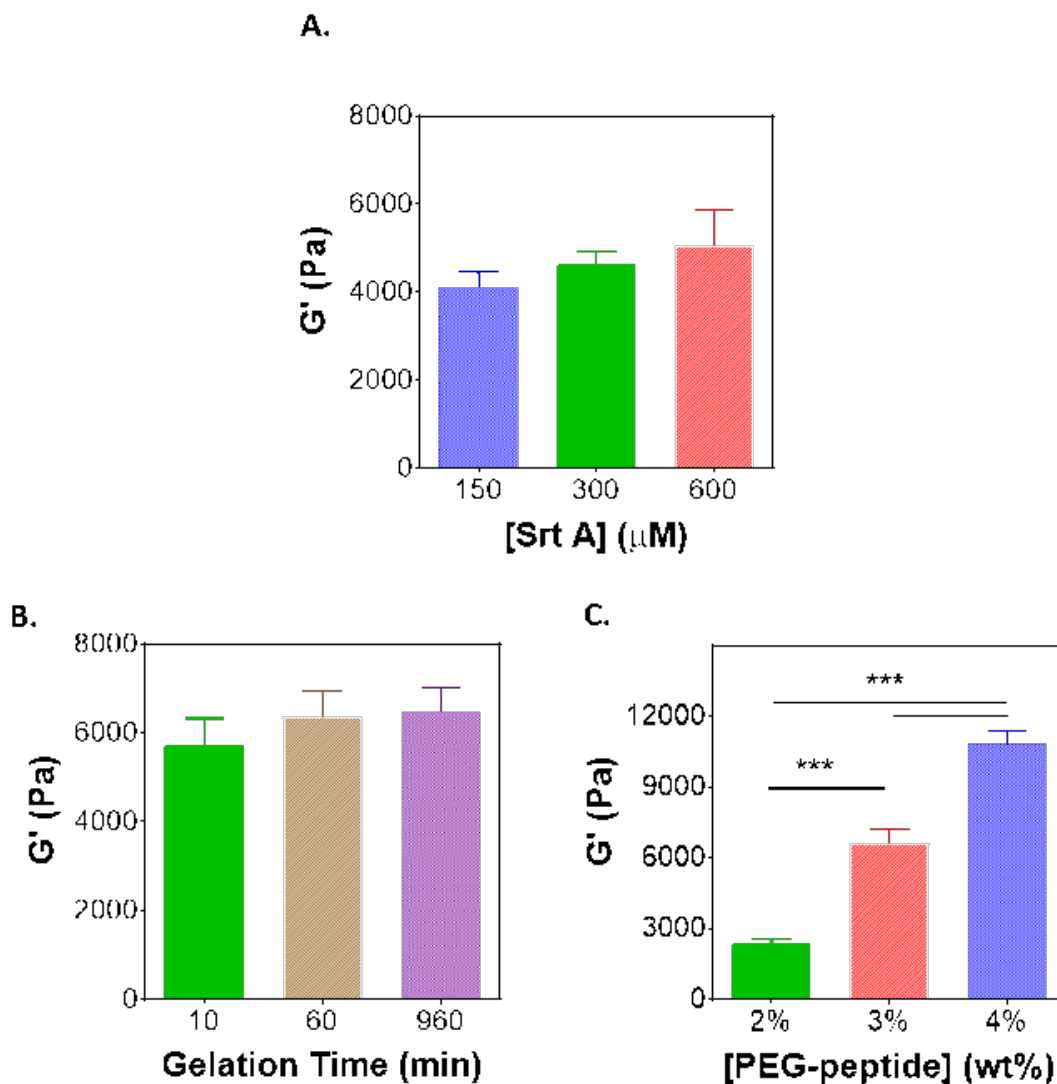 A.
8000
6000
4000
2000
0
G' (Pa)
150 300 600
[Srt A] (μM)
B.
8000
6000
4000
2000
0
G' (Pa)
10 60 960
Gelation Time (min)
C.
***
***
12000
9000
6000
3000
0
G' (Pa)
2% 3% 4%
[PEG-peptide] (wt%)